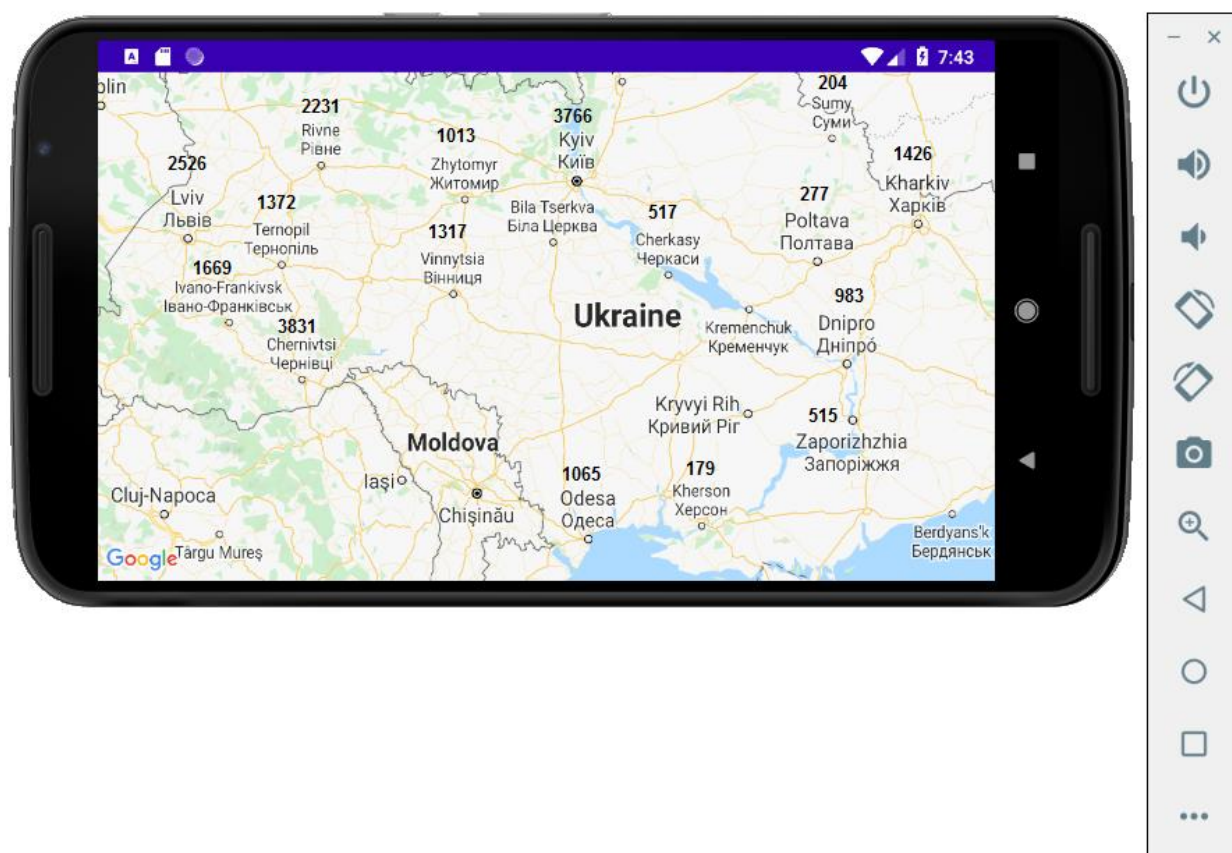 7:43
blin
2231
Rivne
Рівне
1013
Zhytomyr
Житомир
3766
Kyiv
Київ
204
Sumy
Суми
1426
Kharkiv
Харків
2526
Lviv
Львів
1372
Ternopil
Тернопіль
1317
Vinnytsia
Вінниця
Bila Tserkva
Біла Церква
517
Cherkasy
Черкаси
277
Poltava
Полтава
1669
Ivano-Frankivsk
Івано-Франківськ
3831
Chernivtsi
Чернівці
Ukraine
Kremenchuk
Кременчук
983
Dnipro
Дніпро́
Kryvyi Rih
Кривий Ріг
515
Zaporizhzhia
Запоріжжя
Moldova
Iași
Chișinău
1065
Odesa
Одеса
179
Kherson
Херсон
Cluj-Napoca
Târgu Mureș
Berdyans'k
Бердянськ
Google